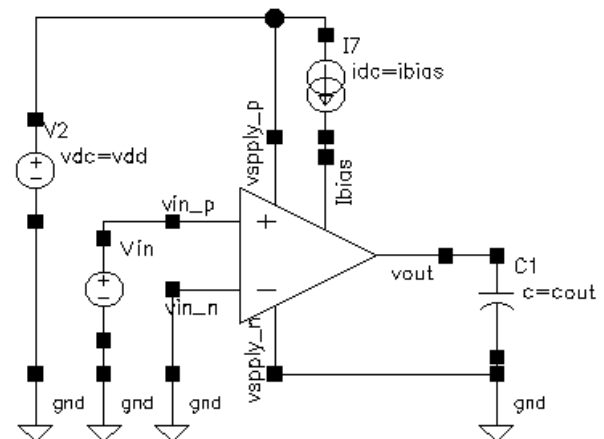 I7
idc=ibias
V2
vdc=vdd
vspply_p
Ibias
vin_p
Vin
+
−
vin_n
vspply_n
vout
C1
c=cout
gnd
gnd
gnd
gnd